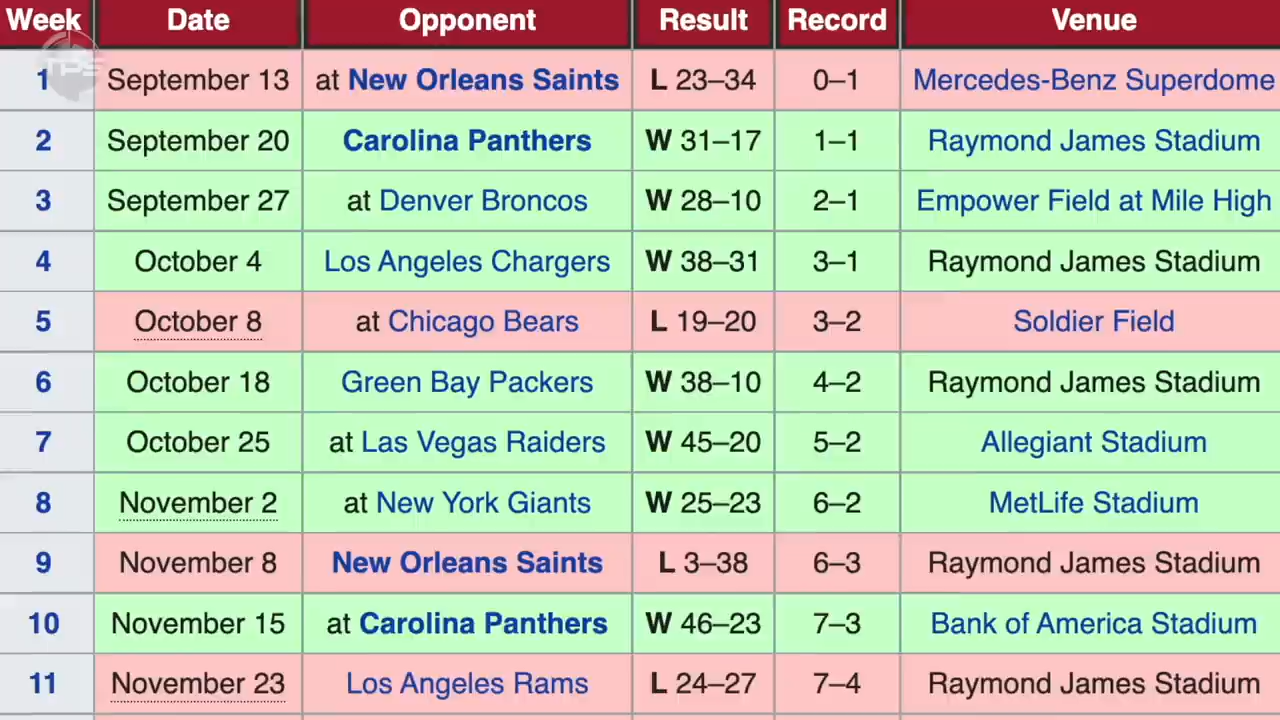 Week Date Opponent Result Record Venue
1 September 13 at New Orleans Saints L 23–34 0–1 Mercedes-Benz Superdome
2 September 20 Carolina Panthers W 31–17 1–1 Raymond James Stadium
3 September 27 at Denver Broncos W 28–10 2–1 Empower Field at Mile High
4 October 4 Los Angeles Chargers W 38–31 3–1 Raymond James Stadium
5 October 8 at Chicago Bears L 19–20 3–2 Soldier Field
6 October 18 Green Bay Packers W 38–10 4–2 Raymond James Stadium
7 October 25 at Las Vegas Raiders W 45–20 5–2 Allegiant Stadium
8 November 2 at New York Giants W 25–23 6–2 MetLife Stadium
9 November 8 New Orleans Saints L 3–38 6–3 Raymond James Stadium
10 November 15 at Carolina Panthers W 46–23 7–3 Bank of America Stadium
11 November 23 Los Angeles Rams L 24–27 7–4 Raymond James Stadium
TPS